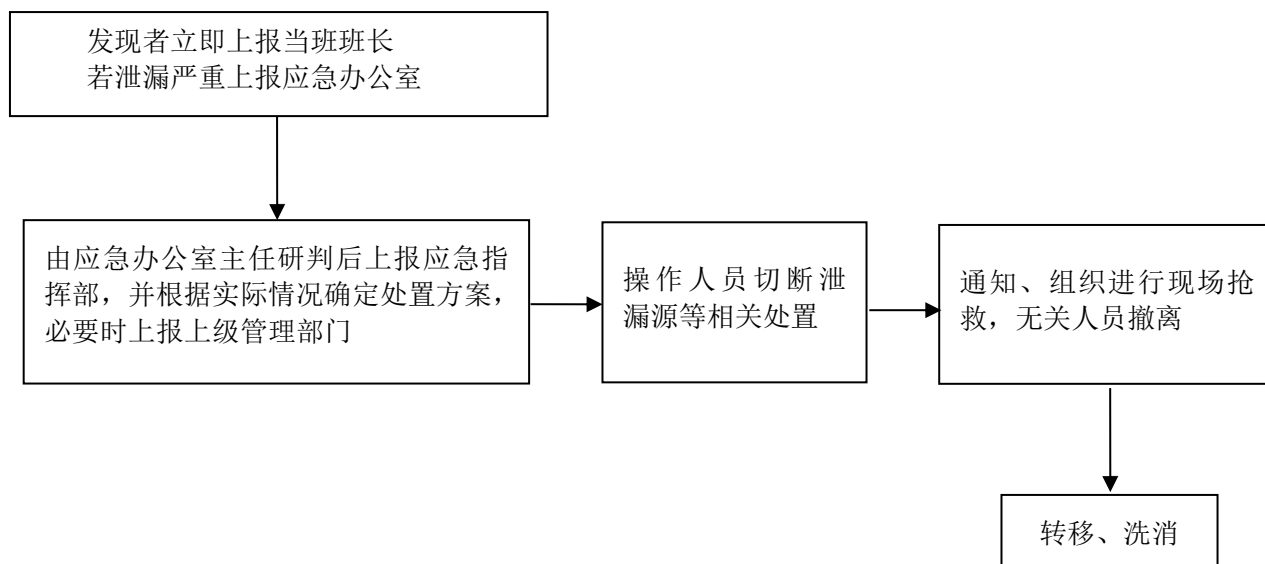 发现者立即上报当班班长
若泄漏严重上报应急办公室
由应急办公室主任研判后上报应急指
挥部，并根据实际情况确定处置方案，
必要时上报上级管理部门
操作人员切断泄
漏源等相关处置
通知、组织进行现场抢
救，无关人员撤离
转移、洗消